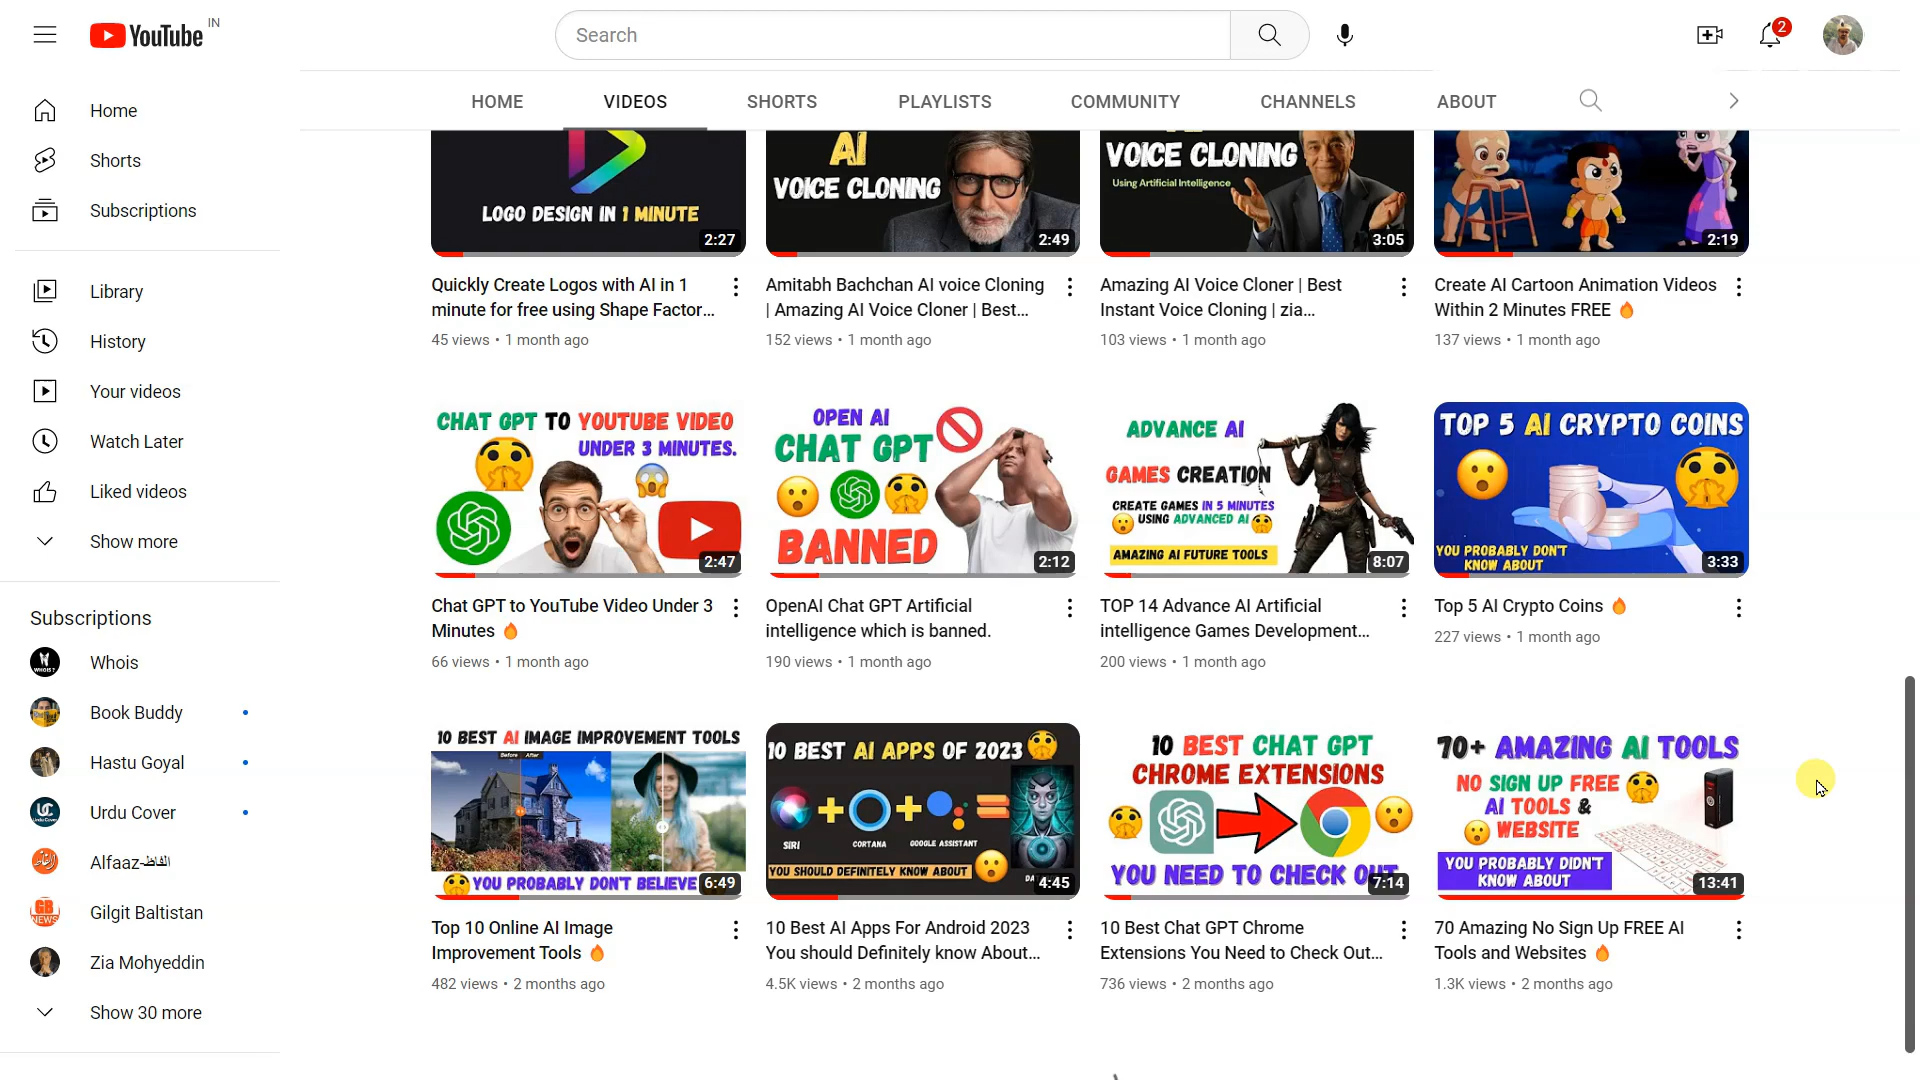 YouTube IN
Search
2
HOME VIDEOS SHORTS PLAYLISTS COMMUNITY CHANNELS ABOUT
Home
Shorts
Subscriptions
Library
History
Your videos
Watch Later
Liked videos
Show more
Subscriptions
Whois
Book Buddy
Hastu Goyal
Urdu Cover
Alfaaz-الفاظ
Gilgit Baltistan
Zia Mohyeddin
Show 30 more
LOGO DESIGN IN 1 MINUTE
2:27
Quickly Create Logos with AI in 1
minute for free using Shape Factor...
45 views • 1 month ago
AI
VOICE CLONING
2:49
Amitabh Bachchan AI voice Cloning
| Amazing AI Voice Cloner | Best...
152 views • 1 month ago
VOICE CLONING
Using Artificial Intelligence
3:05
Amazing AI Voice Cloner | Best
Instant Voice Cloning | zia...
103 views • 1 month ago
2:19
Create AI Cartoon Animation Videos
Within 2 Minutes FREE 🔥
137 views • 1 month ago
CHAT GPT TO YOUTUBE VIDEO
UNDER 3 MINUTES.
2:47
Chat GPT to YouTube Video Under 3
Minutes 🔥
66 views • 1 month ago
OPEN AI
CHAT GPT
BANNED
2:12
OpenAI Chat GPT Artificial
intelligence which is banned.
190 views • 1 month ago
ADVANCE AI
GAMES CREATION
CREATE GAMES IN 5 MINUTES
USING ADVANCED AI
AMAZING AI FUTURE TOOLS
8:07
TOP 14 Advance AI Artificial
intelligence Games Development...
200 views • 1 month ago
TOP 5 AI CRYPTO COINS
YOU PROBABLY DON'T
KNOW ABOUT
3:33
Top 5 AI Crypto Coins 🔥
227 views • 1 month ago
10 BEST AI IMAGE IMPROVEMENT TOOLS
Before After
YOU PROBABLY DON'T BELIEVE
6:49
Top 10 Online AI Image
Improvement Tools 🔥
482 views • 2 months ago
10 BEST AI APPS OF 2023
SIRI CORTANA GOOGLE ASSISTANT
YOU SHOULD DEFINITELY KNOW ABOUT
4:45
10 Best AI Apps For Android 2023
You should Definitely know About...
4.5K views • 2 months ago
10 BEST CHAT GPT
CHROME EXTENSIONS
YOU NEED TO CHECK OUT
7:14
10 Best Chat GPT Chrome
Extensions You Need to Check Out...
736 views • 2 months ago
70+ AMAZING AI TOOLS
NO SIGN UP FREE
AI TOOLS &
WEBSITE
YOU PROBABLY DIDN'T
KNOW ABOUT
13:41
70 Amazing No Sign Up FREE AI
Tools and Websites 🔥
1.3K views • 2 months ago